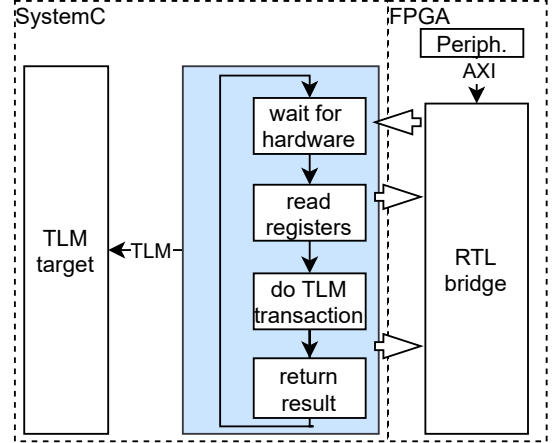 SystemC
FPGA
Periph.
AXI
wait for
hardware
read
registers
TLM
target
TLM
RTL
bridge
do TLM
transaction
return
result